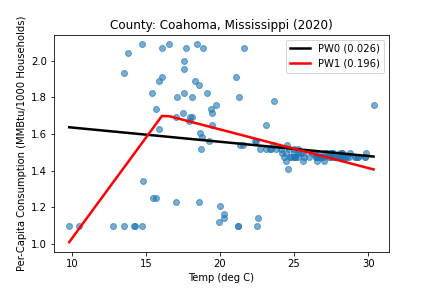 County: Coahoma, Mississippi (2020)
Per-Capita Consumption (MMBtu/1000 Households)
2.0
1.8
1.6
1.4
1.2
1.0
PW0 (0.026)
PW1 (0.196)
10 15 20 25 30
Temp (deg C)